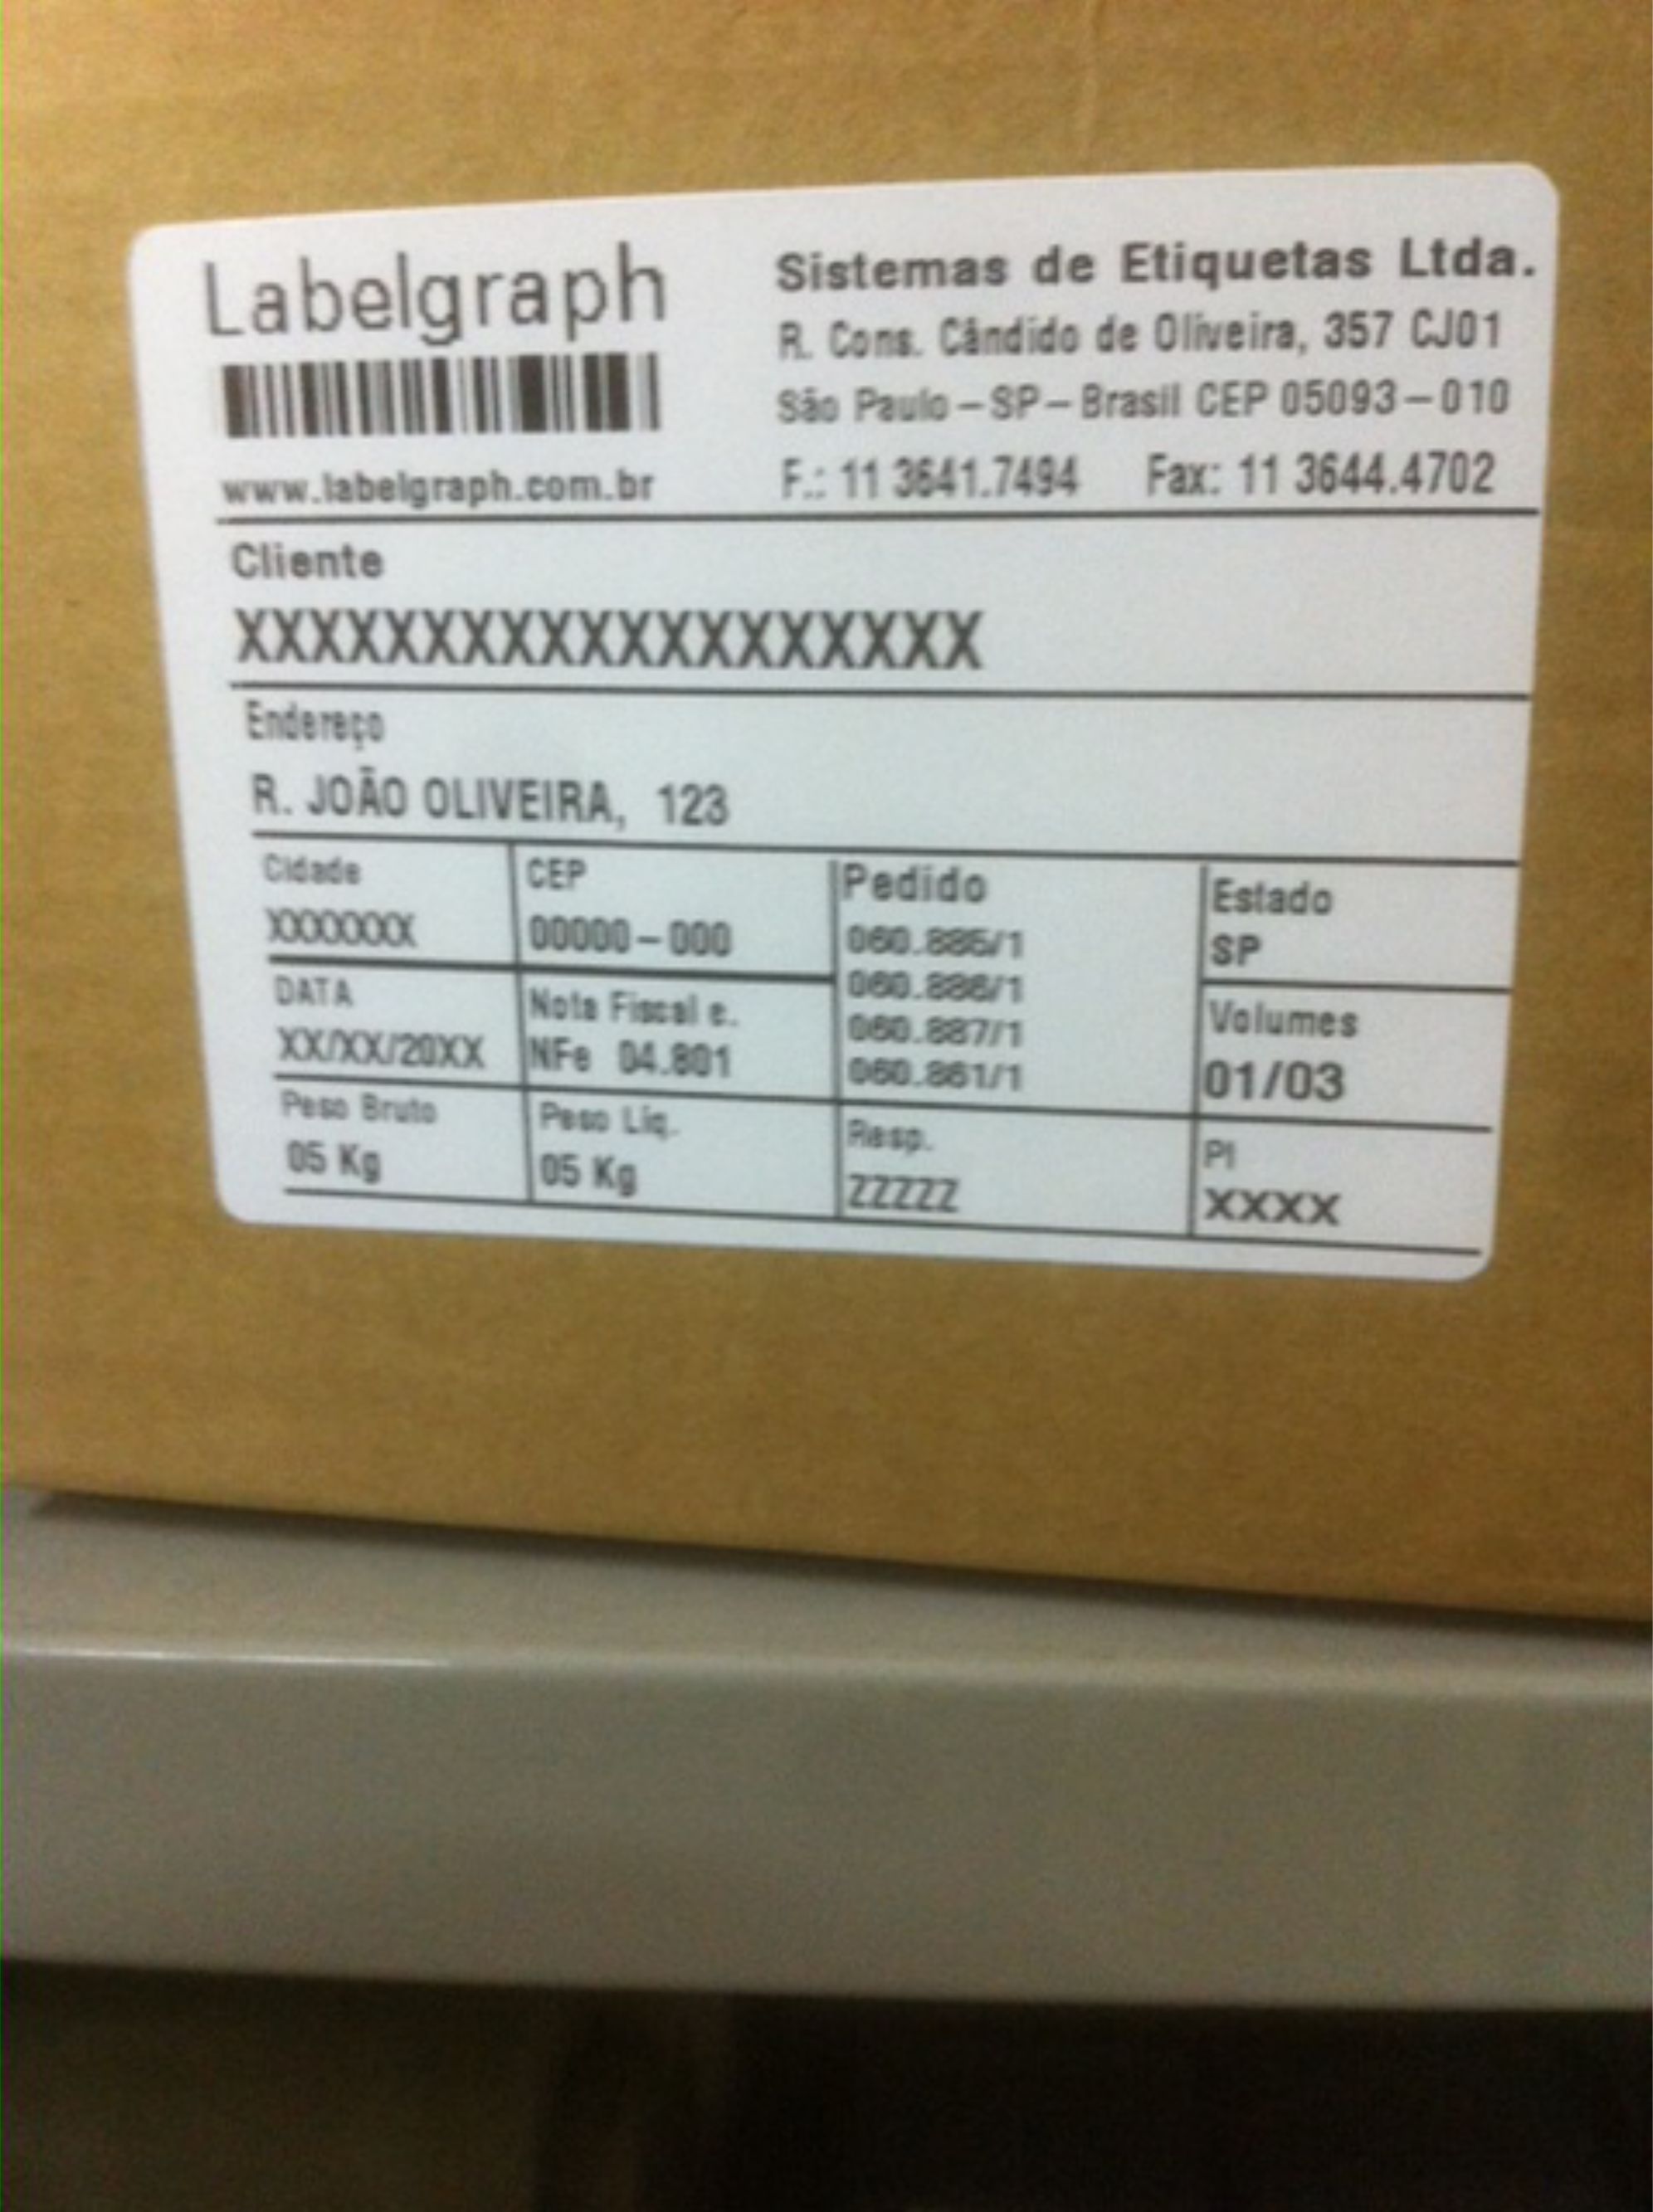 Labelgraph
www.labelgraph.com.br
Sistemas de Etiquetas Ltda.
R. Cons. Cândido de Oliveira, 357 CJ01
São Paulo – SP – Brasil CEP 05093–010
F.: 11 3641.7494 Fax: 11 3644.4702
Cliente
XXXXXXXXXXXXXXXXXXXX
Endereço
R. JOÃO OLIVEIRA, 123
Cidade
XXXXXXX
CEP
00000–000
Pedido
060.885/1
060.886/1
060.887/1
060.861/1
Estado
SP
DATA
XX/XX/20XX
Nota Fiscal e.
NFe 04.801
Volumes
01/03
Peso Bruto
05 Kg
Peso Líq.
05 Kg
Resp.
ZZZZZ
PI
XXXX